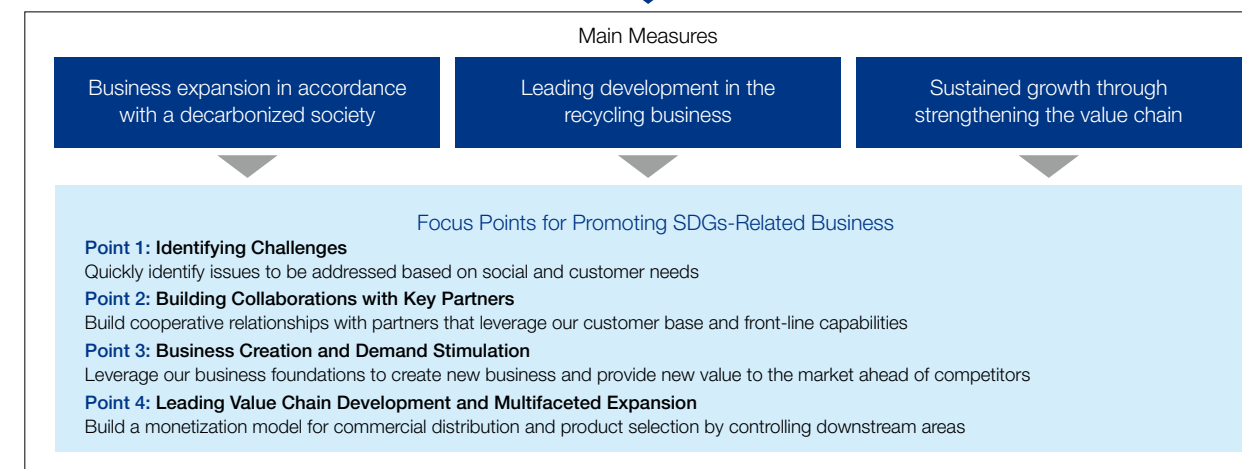 Main Measures
Business expansion in accordance
with a decarbonized society
Leading development in the
recycling business
Sustained growth through
strengthening the value chain
Focus Points for Promoting SDGs-Related Business
Point 1: Identifying Challenges
Quickly identify issues to be addressed based on social and customer needs
Point 2: Building Collaborations with Key Partners
Build cooperative relationships with partners that leverage our customer base and front-line capabilities
Point 3: Business Creation and Demand Stimulation
Leverage our business foundations to create new business and provide new value to the market ahead of competitors
Point 4: Leading Value Chain Development and Multifaceted Expansion
Build a monetization model for commercial distribution and product selection by controlling downstream areas